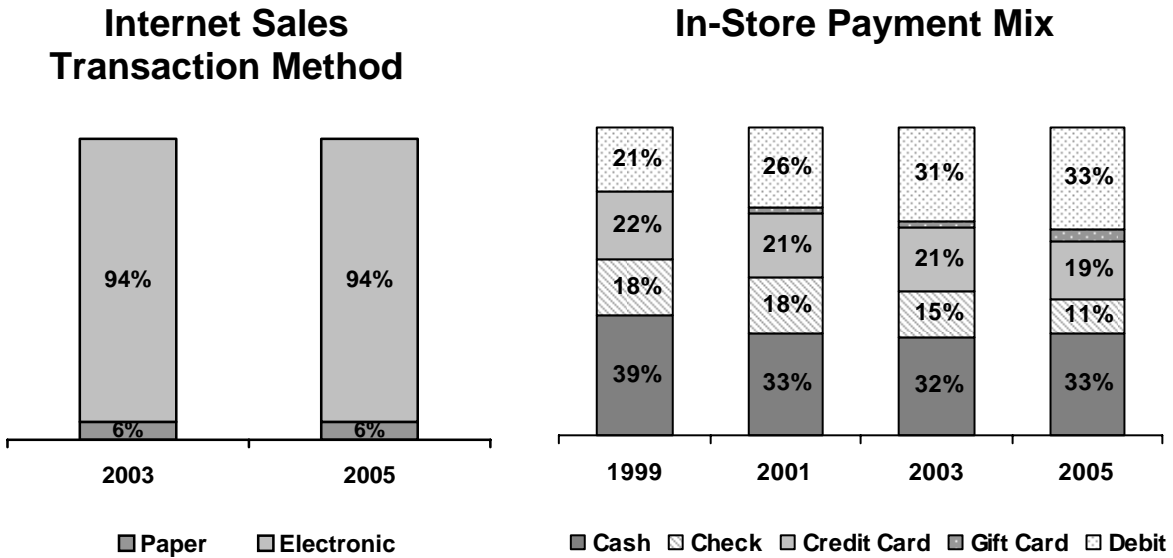 Internet Sales
Transaction Method
94%
94%
6%
6%
2003
2005
Paper
Electronic
In-Store Payment Mix
21%
26%
31%
33%
22%
21%
21%
19%
18%
18%
15%
11%
39%
33%
32%
33%
1999
2001
2003
2005
Cash
Check
Credit Card
Gift Card
Debit